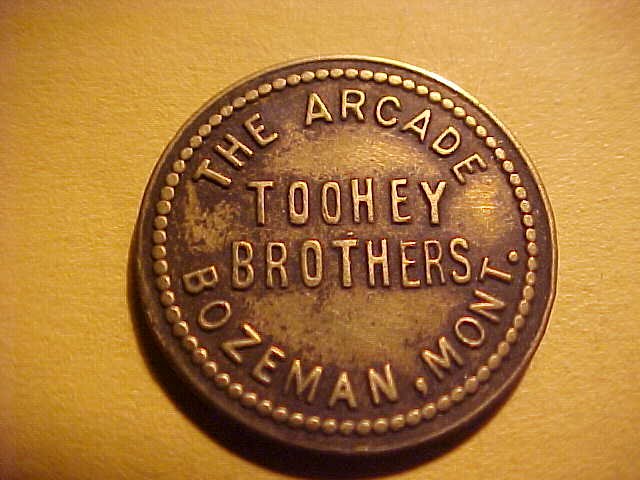 THE ARCADE
TOOHEY
BROTHERS
BOZEMAN, MONT.